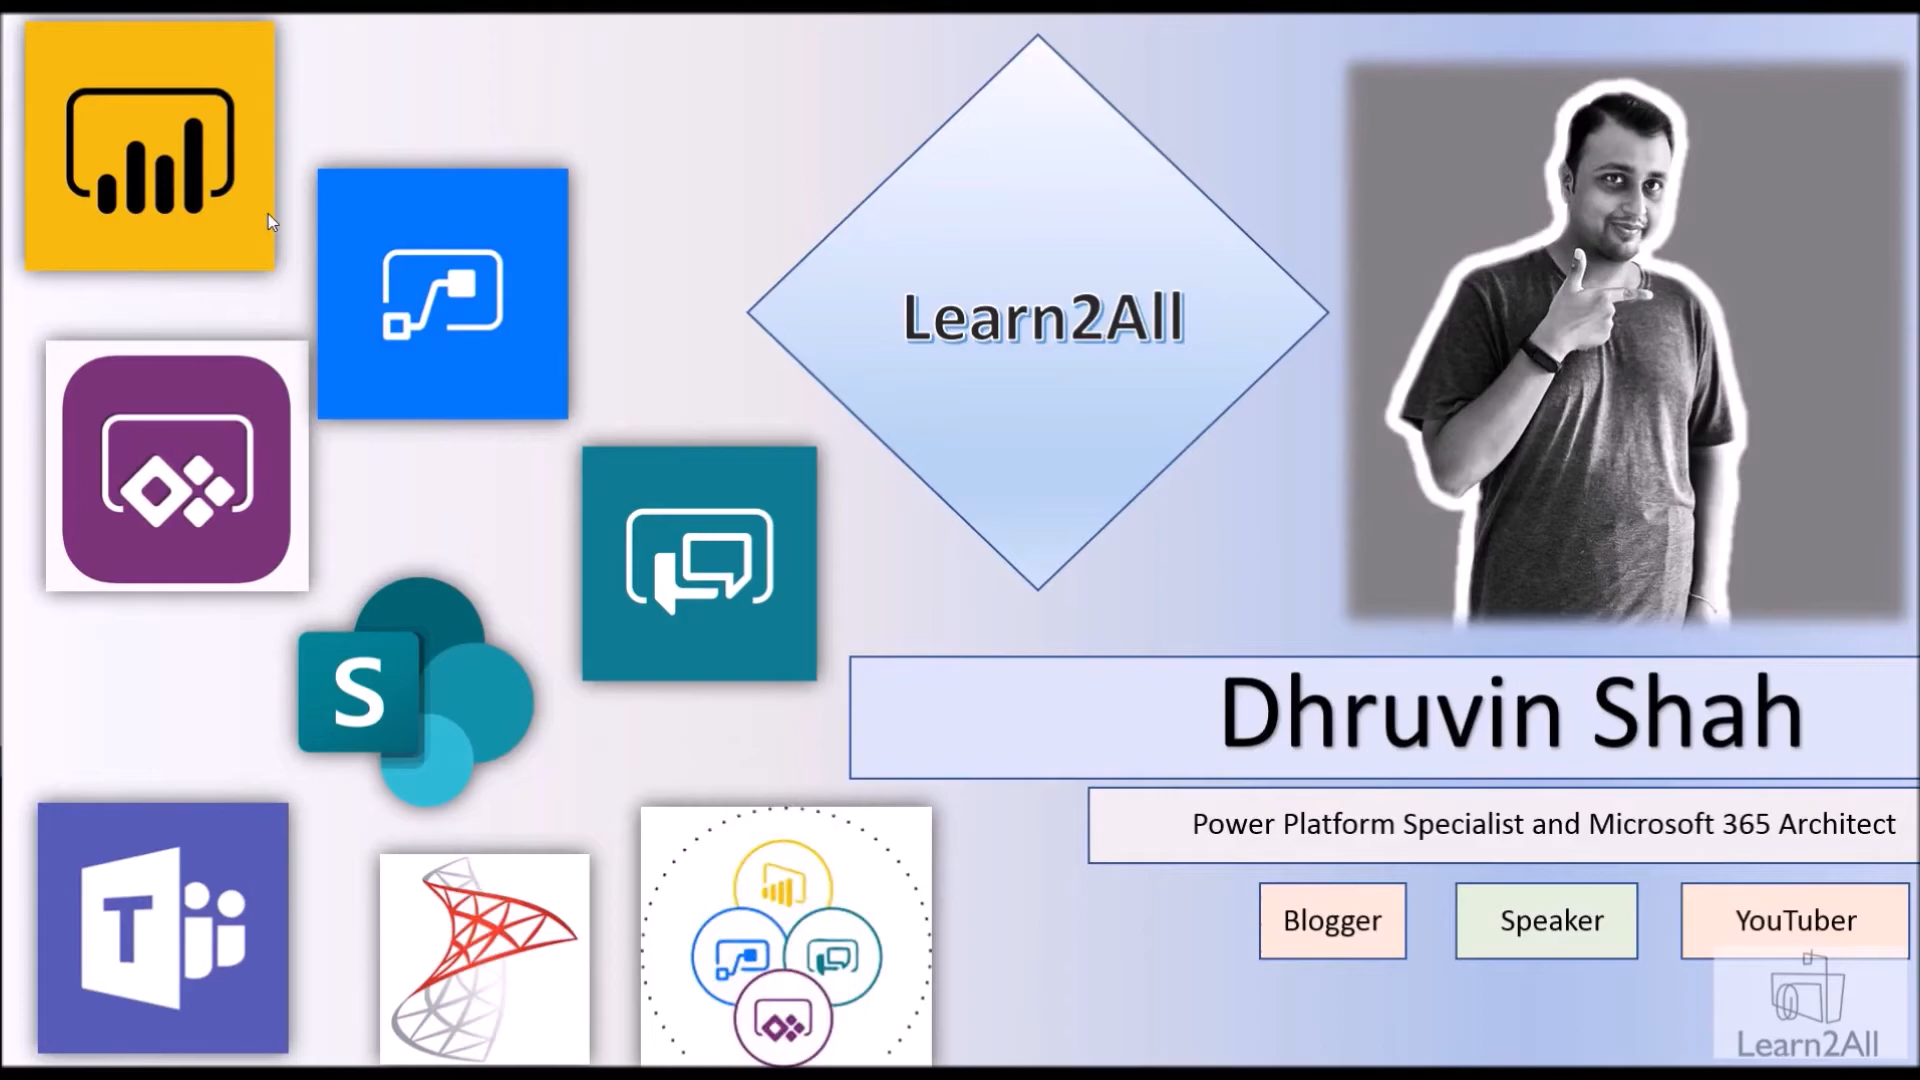 Learn2All
S
Dhruvin Shah
Power Platform Specialist and Microsoft 365 Architect
T
Blogger
Speaker
YouTuber
Learn2All